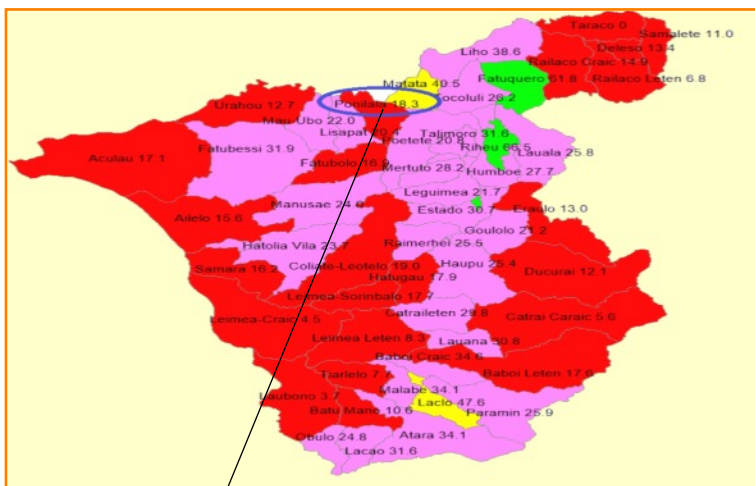 Taraco 0
Samalete 11.0
Deleso 13.4
Liho 38.6
Railaco Craic 14.9
Fatuquero 61.8
Railaco Leten 6.8
Matata 40.5
Urahou 12.7
Ponilala 18.3
Tocoluli 26.2
Mau Ubo 22.0
Lisapat 20.4
Talimoro 31.6
Poetete 20.8
Riheu 66.5
Lauala 25.8
Fatubessi 31.9
Aculau 17.1
Fatubolo 16.9
Mertuto 28.2
Humboe 27.7
Leguimea 21.7
Manusae 24.0
Estado 30.7
Eraulo 13.0
Ailelo 15.6
Goulolo 21.2
Hatolia Vila 23.7
Raimerhei 25.5
Haupu 25.4
Samara 16.2
Coliate-Leotelo 19.0
Hatugau 17.9
Ducurai 12.1
Leimea-Sorinbalo 17.7
Catraileten 29.8
Leimea-Craic 4.5
Catrai Caraic 5.6
Leimea Leten 8.3
Lauana 30.8
Baboi Craic 34.6
Tiarlelo 7.7
Baboi Leten 17.6
Malabe 34.1
Laubono 3.7
Laclo 47.6
Batu Mano 10.6
Paramin 25.9
Obulo 24.8
Atara 34.1
Lacao 31.6